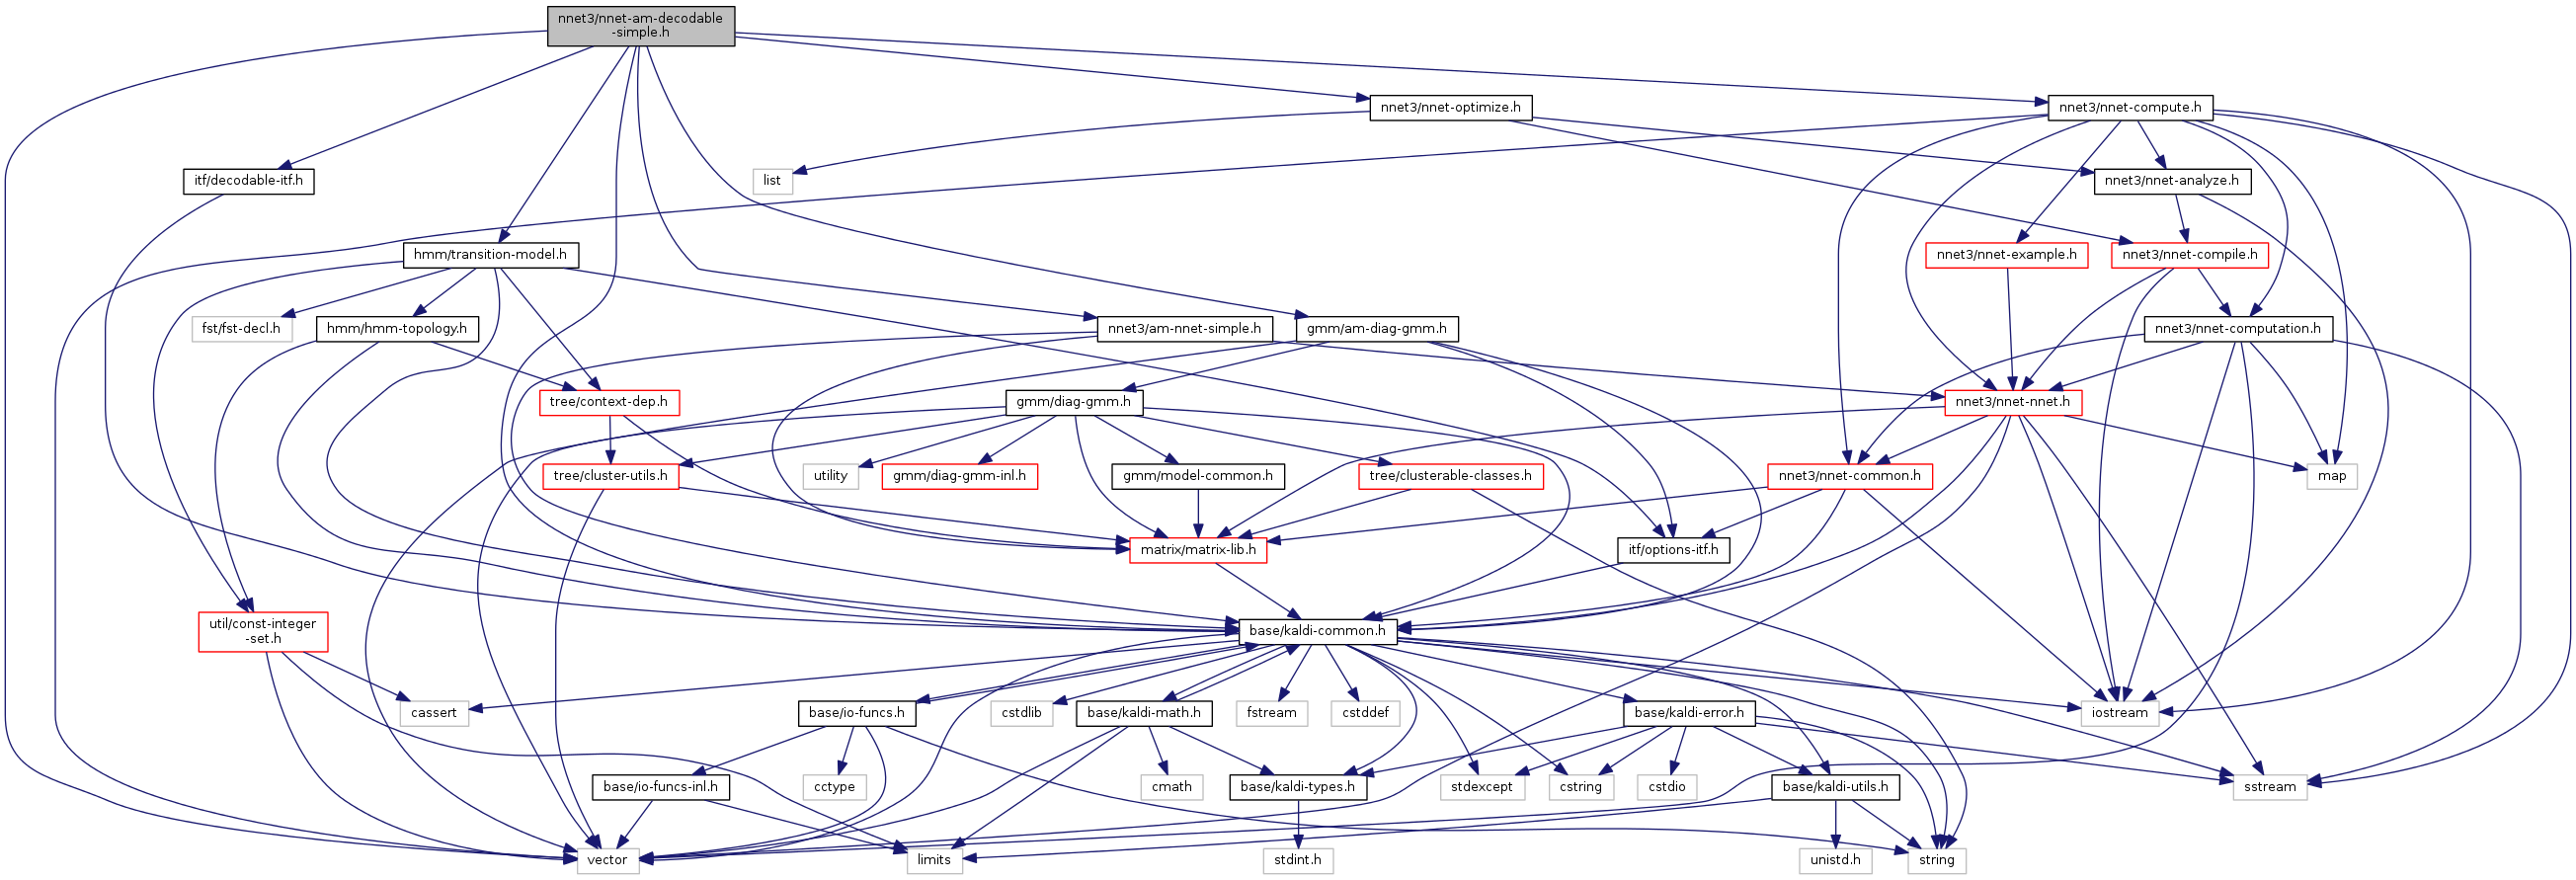 nnet3/nnet-am-decodable
-simple.h
nnet3/nnet-optimize.h
nnet3/nnet-compute.h
itf/decodable-itf.h
list
nnet3/nnet-analyze.h
hmm/transition-model.h
nnet3/nnet-example.h
nnet3/nnet-compile.h
fst/fst-decl.h
hmm/hmm-topology.h
nnet3/am-nnet-simple.h
gmm/am-diag-gmm.h
nnet3/nnet-computation.h
tree/context-dep.h
gmm/diag-gmm.h
nnet3/nnet-nnet.h
tree/cluster-utils.h
utility
gmm/diag-gmm-inl.h
gmm/model-common.h
tree/clusterable-classes.h
nnet3/nnet-common.h
map
matrix/matrix-lib.h
itf/options-itf.h
util/const-integer
-set.h
base/kaldi-common.h
cassert
base/io-funcs.h
cstdlib
base/kaldi-math.h
fstream
cstddef
base/kaldi-error.h
iostream
base/io-funcs-inl.h
cctype
cmath
base/kaldi-types.h
stdexcept
cstring
cstdio
base/kaldi-utils.h
sstream
vector
limits
stdint.h
unistd.h
string